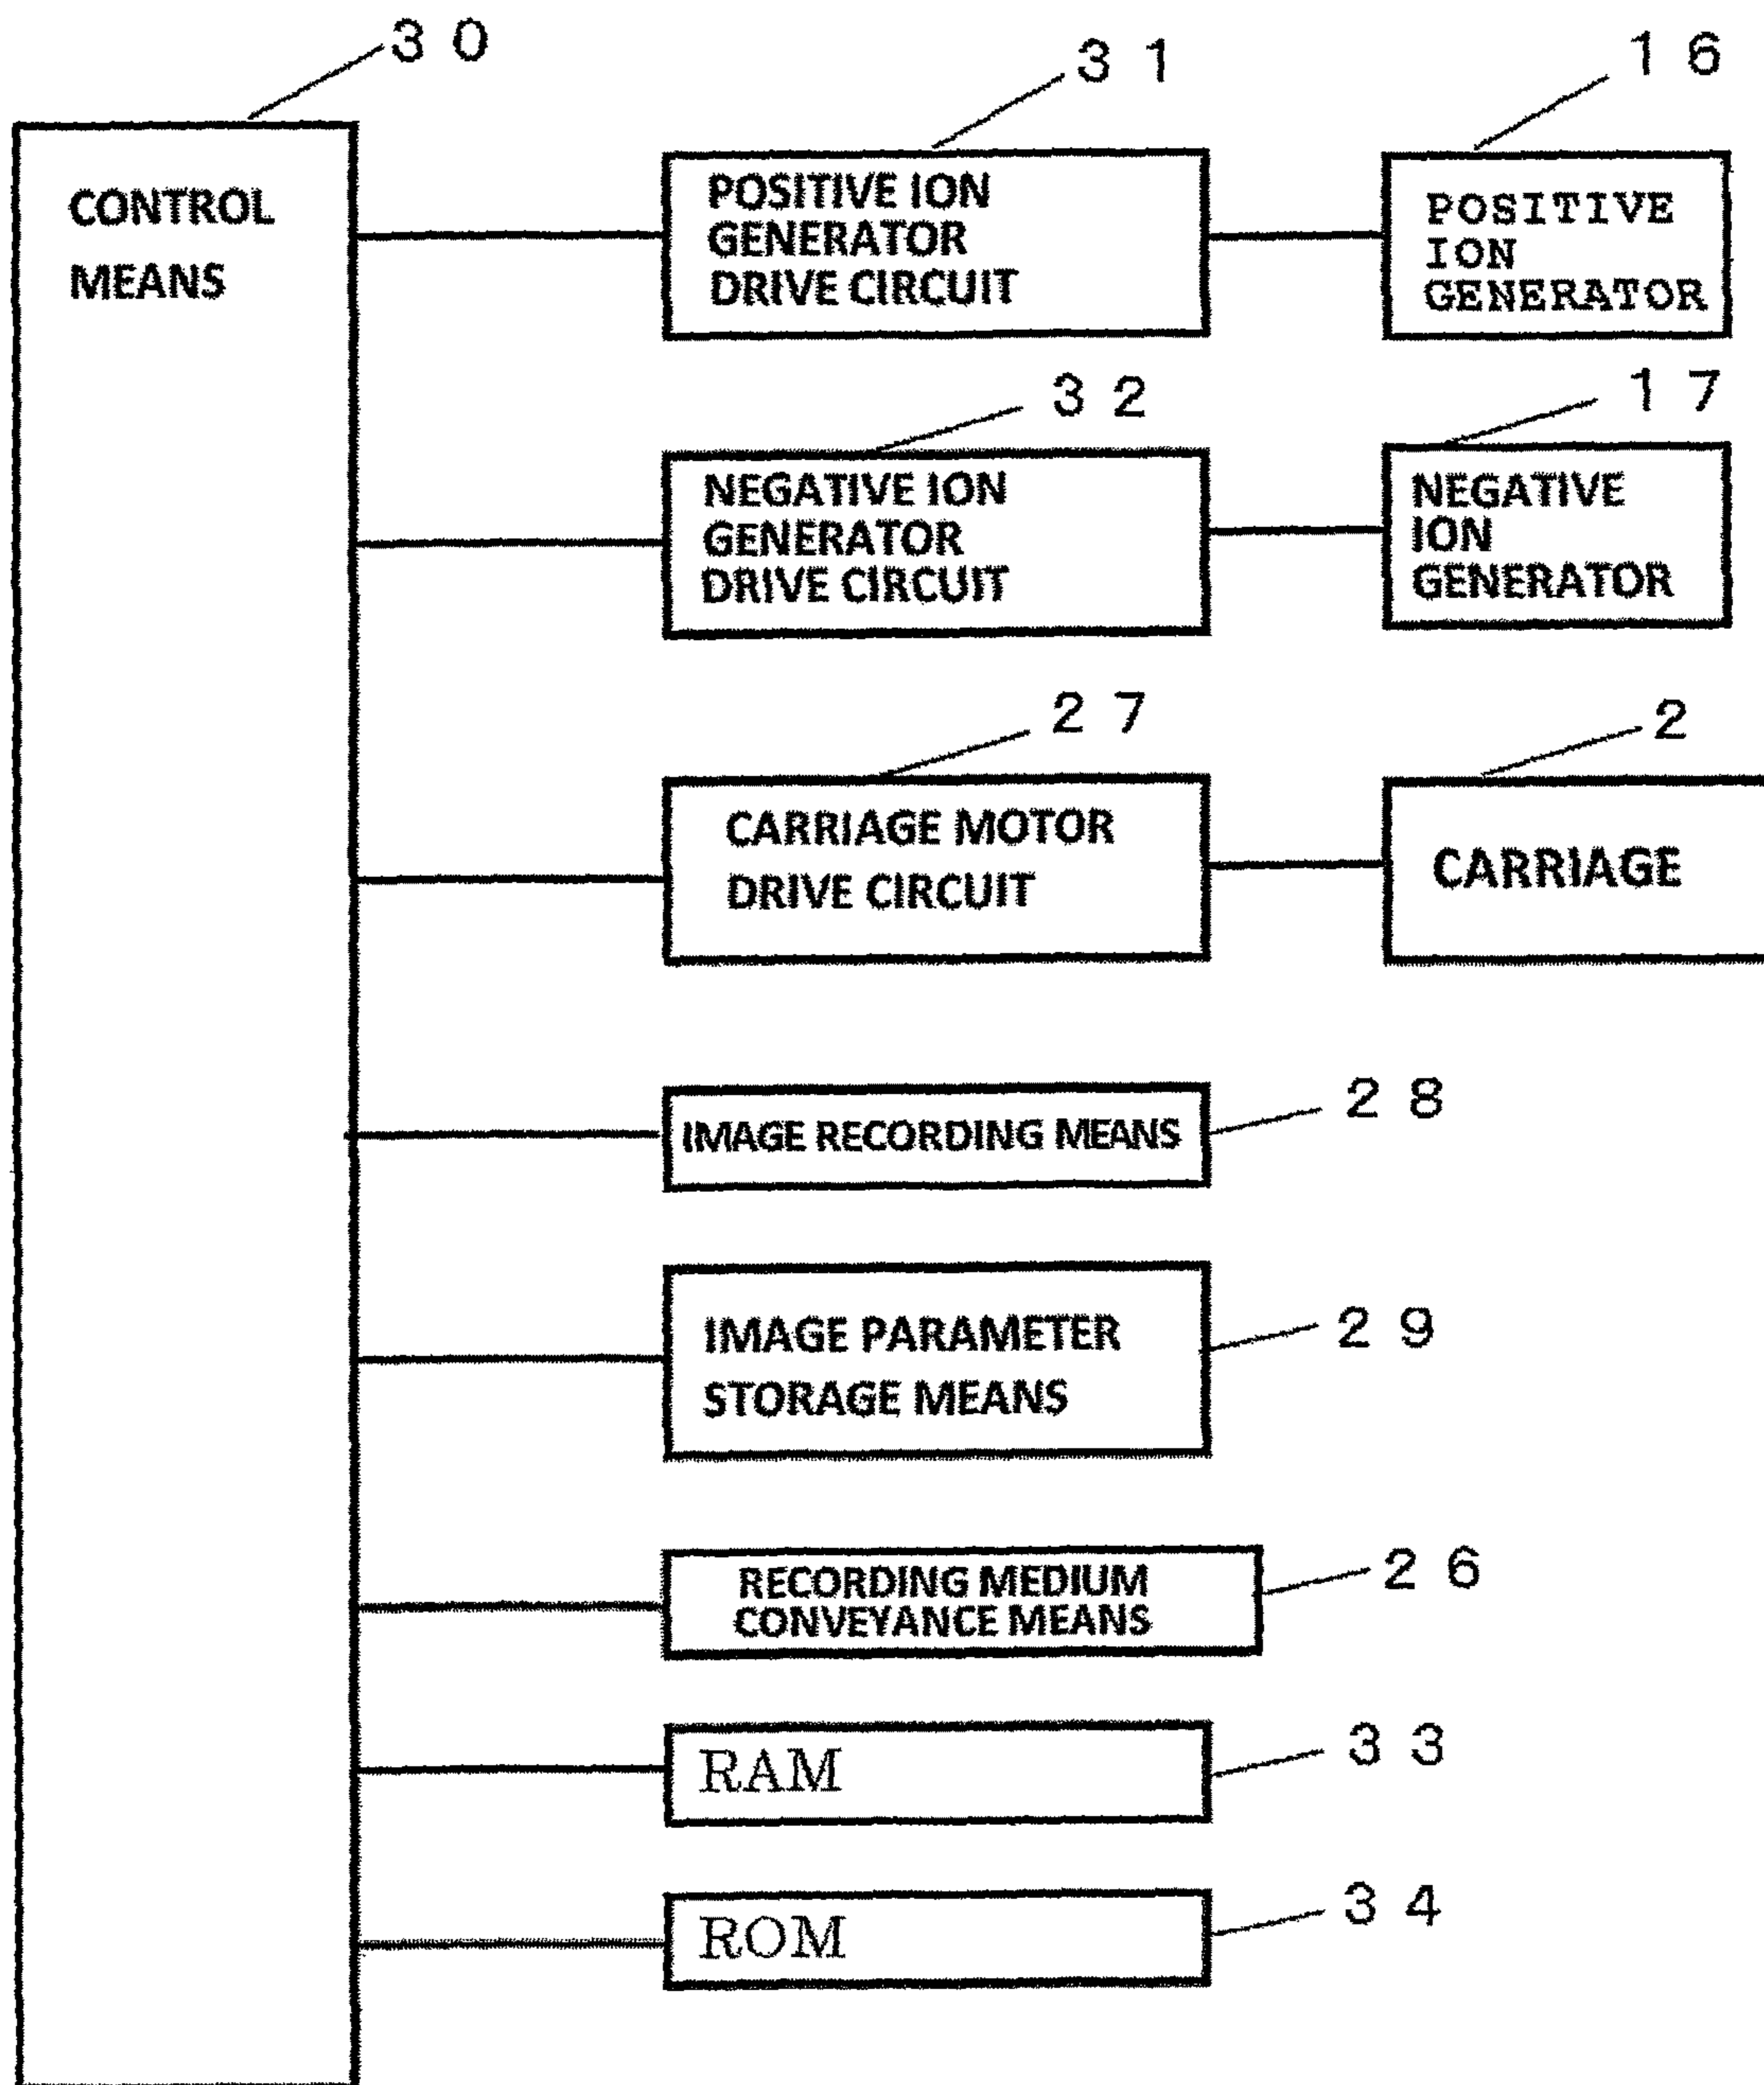 30
31
16
CONTROL
MEANS
POSITIVE ION
GENERATOR
DRIVE CIRCUIT
POSITIVE
ION
GENERATOR
32
17
NEGATIVE ION
GENERATOR
DRIVE CIRCUIT
NEGATIVE
ION
GENERATOR
27
2
CARRIAGE MOTOR
DRIVE CIRCUIT
CARRIAGE
28
IMAGE RECORDING MEANS
29
IMAGE PARAMETER
STORAGE MEANS
26
RECORDING MEDIUM
CONVEYANCE MEANS
33
RAM
34
ROM